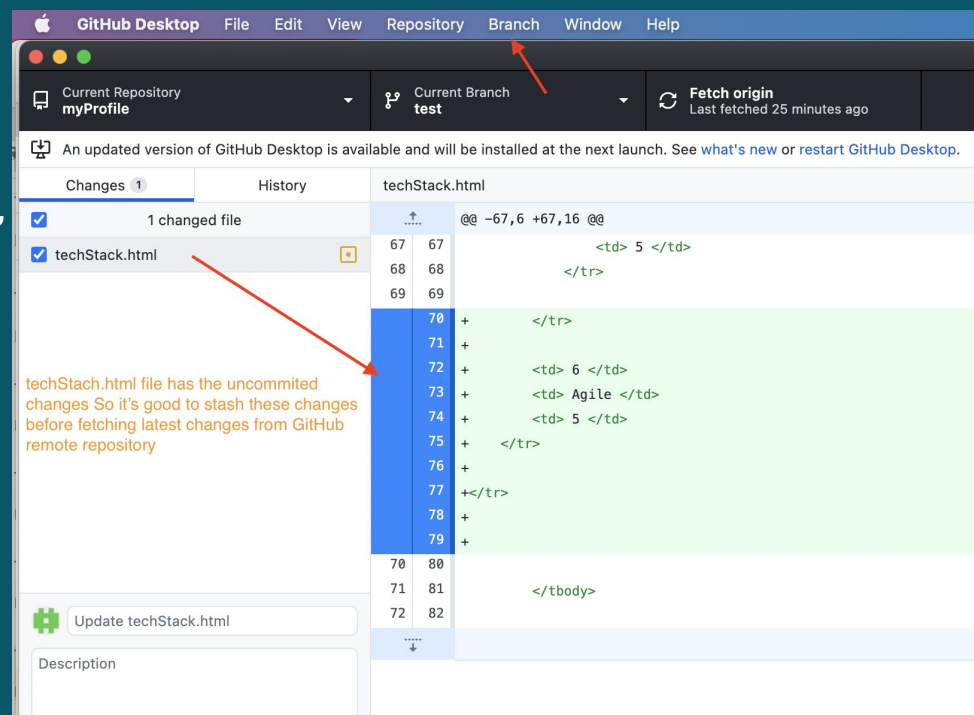 GitHub Desktop File Edit View Repository Branch Window Help
Current Repository
myProfile
Current Branch
test
Fetch origin
Last fetched 25 minutes ago
An updated version of GitHub Desktop is available and will be installed at the next launch. See what's new or restart GitHub Desktop.
Changes 1 History
techStack.html
1 changed file
techStack.html
@@ -67,6 +67,16 @@
67 67 <td> 5 </td>
68 68 </tr>
69 69
70 + </tr>
71 +
72 + <td> 6 </td>
73 + <td> Agile </td>
74 + <td> 5 </td>
75 + </tr>
76 +
77 +</tr>
78 +
79 +
70 80
71 81 </tbody>
72 82
techStach.html file has the uncommited
changes So it's good to stash these changes
before fetching latest changes from GitHub
remote repository
Update techStack.html
Description